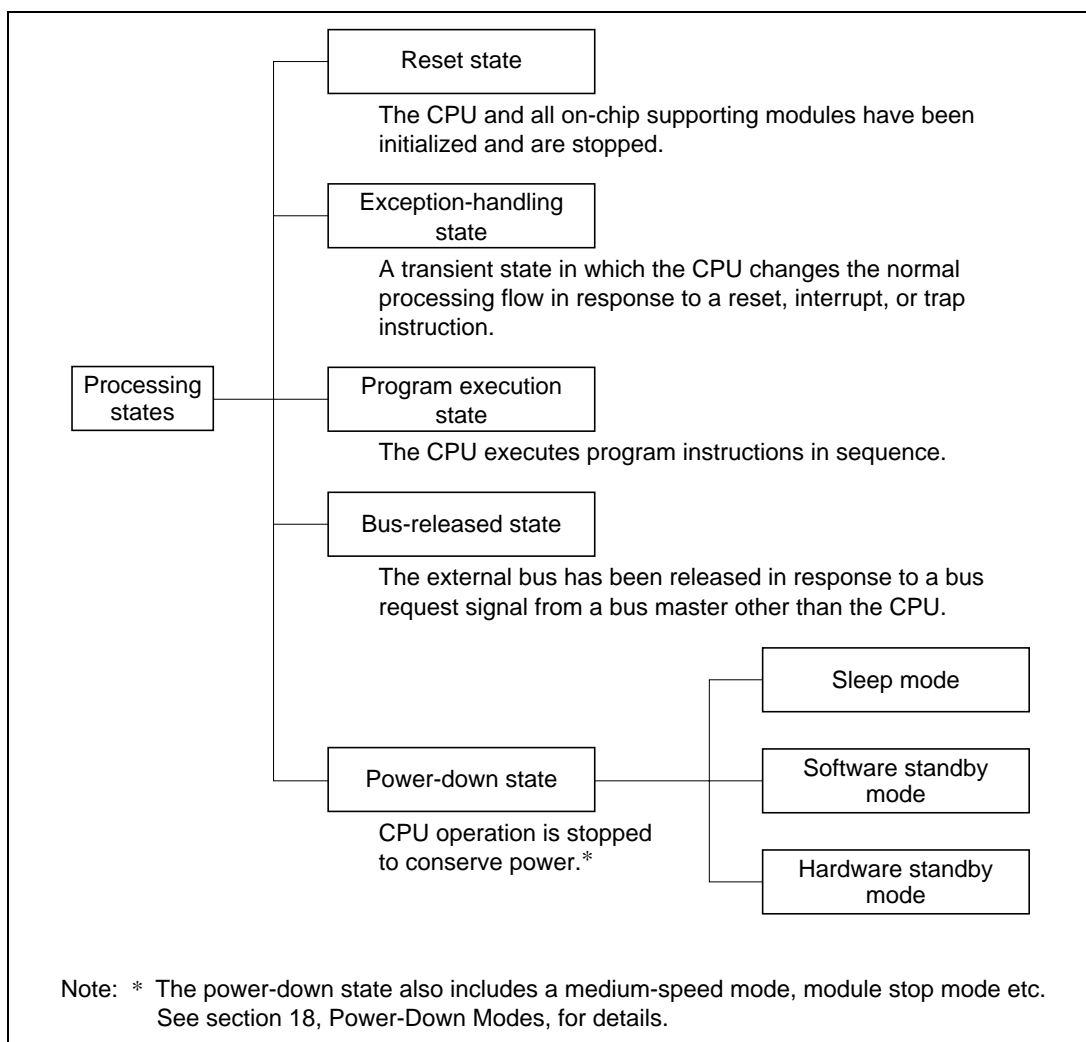 Reset state
The CPU and all on-chip supporting modules have been
initialized and are stopped.
Exception-handling
state
A transient state in which the CPU changes the normal
processing flow in response to a reset, interrupt, or trap
instruction.
Processing
states
Program execution
state
The CPU executes program instructions in sequence.
Bus-released state
The external bus has been released in response to a bus
request signal from a bus master other than the CPU.
Power-down state
CPU operation is stopped
to conserve power.*
Sleep mode
Software standby
mode
Hardware standby
mode
Note: * The power-down state also includes a medium-speed mode, module stop mode etc.
See section 18, Power-Down Modes, for details.